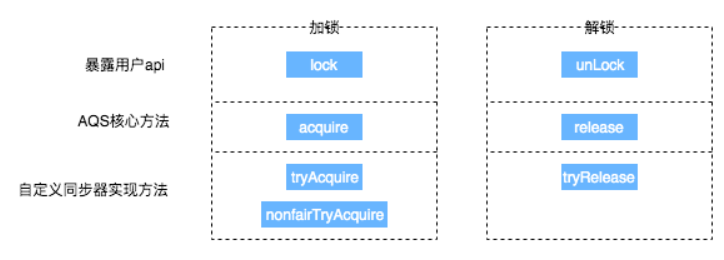 加锁
解锁
暴露用户api
lock
unLock
AQS核心方法
acquire
release
自定义同步器实现方法
tryAcquire
tryRelease
nonfairTryAcquire